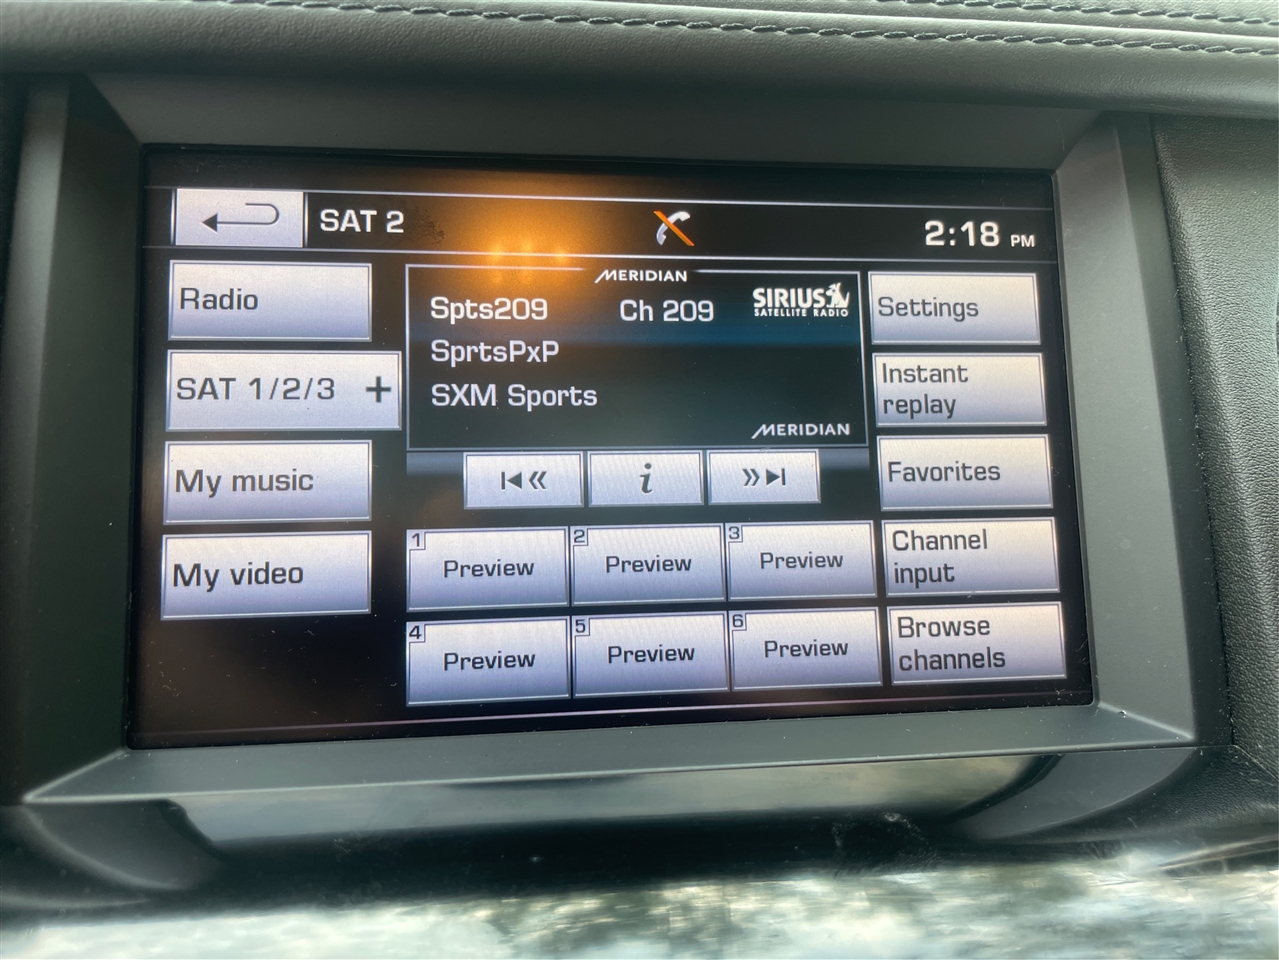 SAT 2
2:18 PM
Radio
SAT 1/2/3 +
My music
My video
MERIDIAN
Spts209 Ch 209
SIRIUS
SATELLITE RADIO
SprtsPxP
SXM Sports
MERIDIAN
i
1 Preview
2 Preview
3 Preview
4 Preview
5 Preview
6 Preview
Settings
Instant
replay
Favorites
Channel
input
Browse
channels